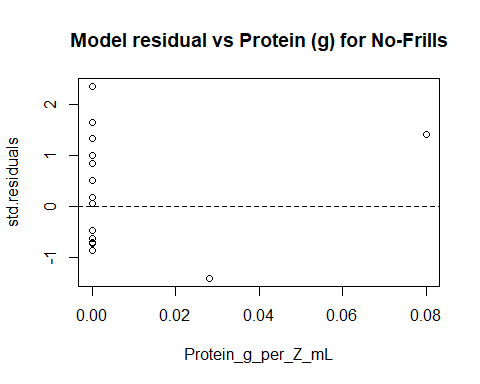 Model residual vs Protein (g) for No-Frills
std.residuals
2
1
0
-1
0.00 0.02 0.04 0.06 0.08
Protein_g_per_Z_mL